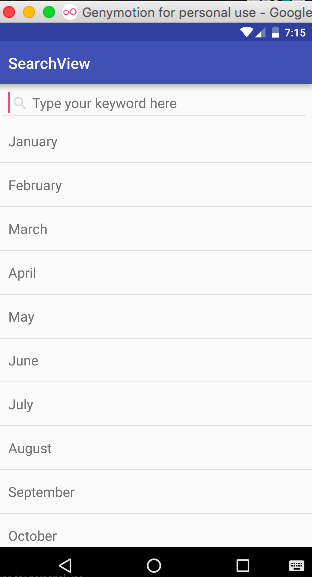 Genymotion for personal use - Google
7:15
SearchView
Type your keyword here
January
February
March
April
May
June
July
August
September
October